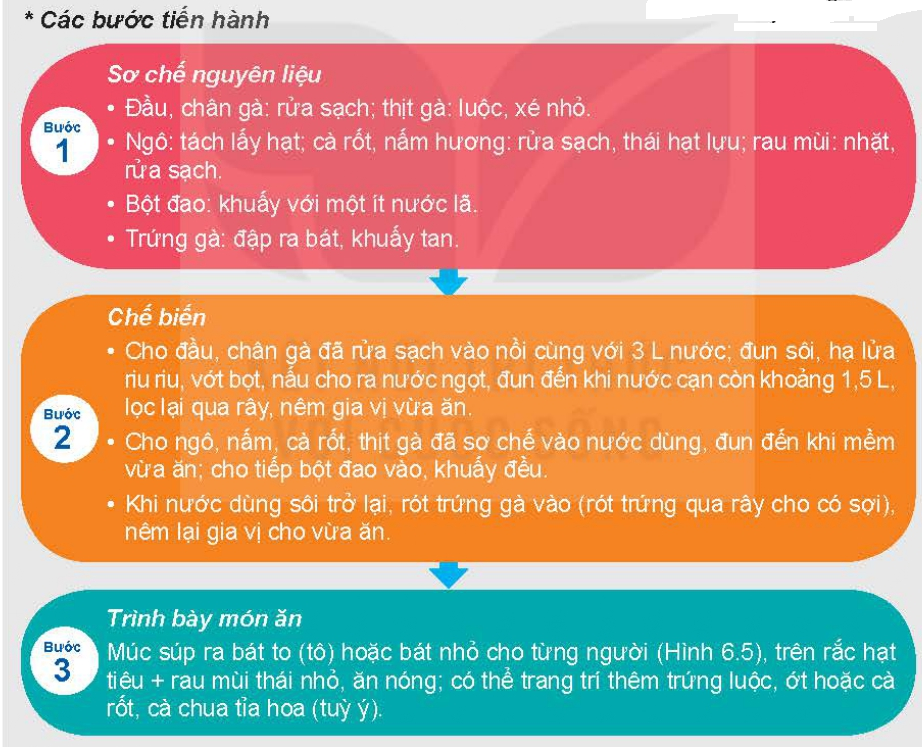 * Các bước tiến hành
Sơ chế nguyên liệu
• Đầu, chân gà: rửa sạch; thịt gà: luộc, xé nhỏ.
Bước
1
• Ngô: tách lấy hạt; cà rốt, nấm hương: rửa sạch, thái hạt lựu; rau mùi: nhặt,
rửa sạch.
• Bột đao: khuấy với một ít nước lã.
• Trứng gà: đập ra bát, khuấy tan.
Chế biến
• Cho đầu, chân gà đã rửa sạch vào nồi cùng với 3 L nước; đun sôi, hạ lửa
riu riu, vớt bọt, nấu cho ra nước ngọt, đun đến khi nước cạn còn khoảng 1,5 L,
lọc lại qua rây, nêm gia vị vừa ăn.
Bước
2
• Cho ngô, nấm, cà rốt, thịt gà đã sơ chế vào nước dùng, đun đến khi mềm
vừa ăn; cho tiếp bột đao vào, khuấy đều.
• Khi nước dùng sôi trở lại, rót trứng gà vào (rót trứng qua rây cho có sợi),
nêm lại gia vị cho vừa ăn.
Trình bày món ăn
Bước
3
Múc súp ra bát to (tô) hoặc bát nhỏ cho từng người (Hình 6.5), trên rắc hạt
tiêu + rau mùi thái nhỏ, ăn nóng; có thể trang trí thêm trứng luộc, ớt hoặc cà
rốt, cà chua tỉa hoa (tuỳ ý).
VỚI CUỘC SỐNG